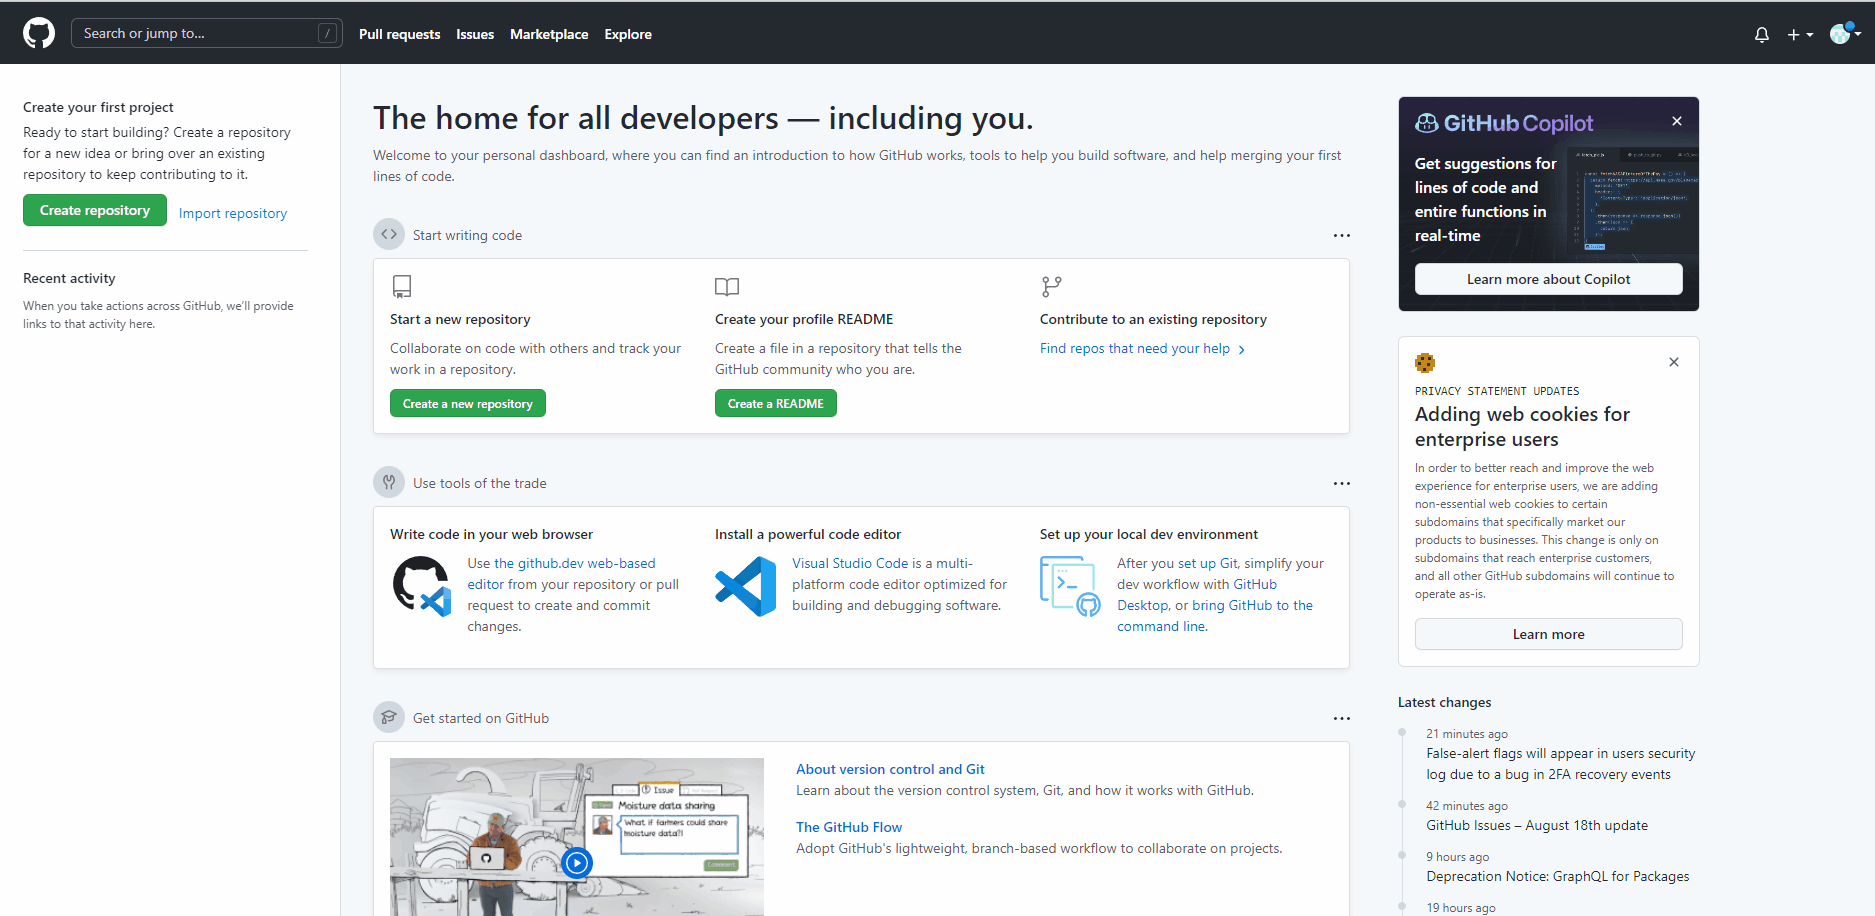 Search or jump to...
/
Pull requests
Issues
Marketplace
Explore
Create your first project
Ready to start building? Create a repository
for a new idea or bring over an existing
repository to keep contributing to it.
Create repository
Import repository
Recent activity
When you take actions across GitHub, we'll provide
links to that activity here.
The home for all developers — including you.
Welcome to your personal dashboard, where you can find an introduction to how GitHub works, tools to help you build software, and help merging your first
lines of code.
Start writing code
Start a new repository
Collaborate on code with others and track your
work in a repository.
Create a new repository
Create your profile README
Create a file in a repository that tells the
GitHub community who you are.
Create a README
Contribute to an existing repository
Find repos that need your help
Use tools of the trade
Write code in your web browser
Use the github.dev web-based
editor from your repository or pull
request to create and commit
changes.
Install a powerful code editor
Visual Studio Code is a multi-
platform code editor optimized for
building and debugging software.
Set up your local dev environment
After you set up Git, simplify your
dev workflow with GitHub
Desktop, or bring GitHub to the
command line.
Get started on GitHub
Issue
Moisture data sharing
What if farmers could share
moisture data?!
Comment
About version control and Git
Learn about the version control system, Git, and how it works with GitHub.
The GitHub Flow
Adopt GitHub's lightweight, branch-based workflow to collaborate on projects.
GitHub Copilot
Get suggestions for
lines of code and
entire functions in
real-time
Learn more about Copilot
PRIVACY STATEMENT UPDATES
Adding web cookies for
enterprise users
In order to better reach and improve the web
experience for enterprise users, we are adding
non-essential web cookies to certain
subdomains that specifically market our
products to businesses. This change is only on
subdomains that reach enterprise customers,
and all other GitHub subdomains will continue to
operate as-is.
Learn more
Latest changes
21 minutes ago
False-alert flags will appear in users security
log due to a bug in 2FA recovery events
42 minutes ago
GitHub Issues – August 18th update
9 hours ago
Deprecation Notice: GraphQL for Packages
19 hours ago